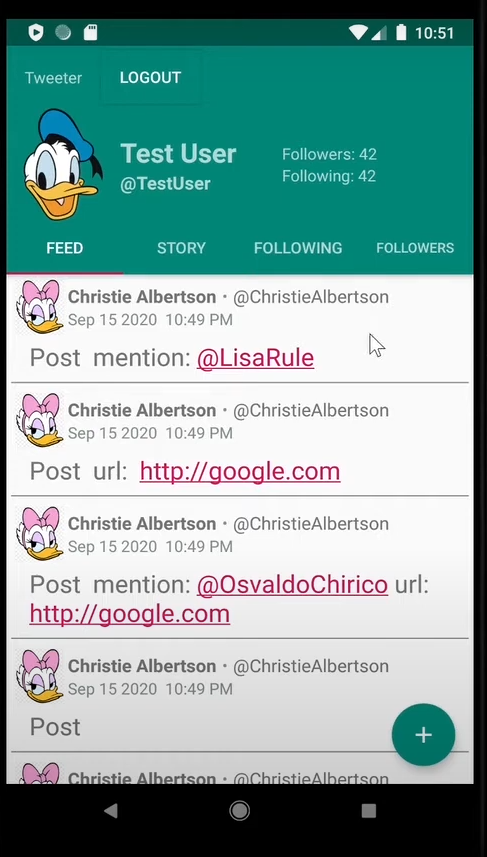 10:51
Tweeter LOGOUT
Test User
@TestUser
Followers: 42
Following: 42
FEED STORY FOLLOWING FOLLOWERS
Christie Albertson · @ChristieAlbertson
Sep 15 2020 10:49 PM
Post mention: @LisaRule
Christie Albertson · @ChristieAlbertson
Sep 15 2020 10:49 PM
Post url: http://google.com
Christie Albertson · @ChristieAlbertson
Sep 15 2020 10:49 PM
Post mention: @OsvaldoChirico url:
http://google.com
Christie Albertson · @ChristieAlbertson
Sep 15 2020 10:49 PM
Post
+
Christie Albertson · @ChristieAlbertson